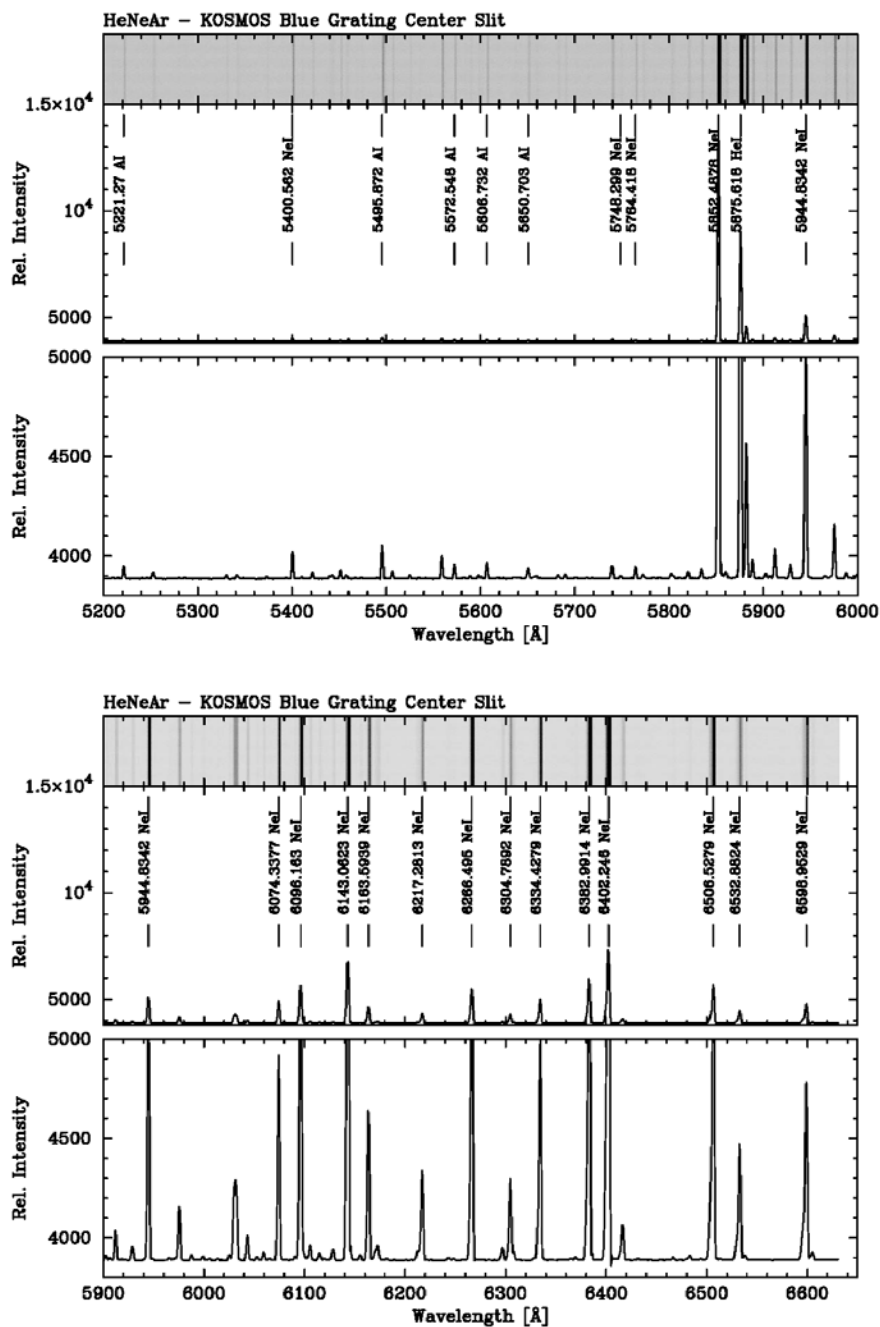 HeNeAr – KOSMOS Blue Grating Center Slit
1.5×10⁴
10⁴
5000
Rel. Intensity
5221.27 AI
5400.562 NeI
5495.872 AI
5572.548 AI
5606.732 AI
5650.703 AI
5748.299 NeI
5764.418 NeI
5852.4878 NeI
5875.618 HeI
5944.8342 NeI
5000
4500
4000
Rel. Intensity
5200 5300 5400 5500 5600 5700 5800 5900 6000
Wavelength [Å]
HeNeAr – KOSMOS Blue Grating Center Slit
1.5×10⁴
10⁴
5000
Rel. Intensity
5944.8342 NeI
6074.3377 NeI
6096.163 NeI
6143.0623 NeI
6163.5939 NeI
6217.2813 NeI
6266.495 NeI
6304.7892 NeI
6334.4279 NeI
6382.9914 NeI
6402.246 NeI
6506.5279 NeI
6532.8824 NeI
6598.9529 NeI
5000
4500
4000
Rel. Intensity
5900 6000 6100 6200 6300 6400 6500 6600
Wavelength [Å]